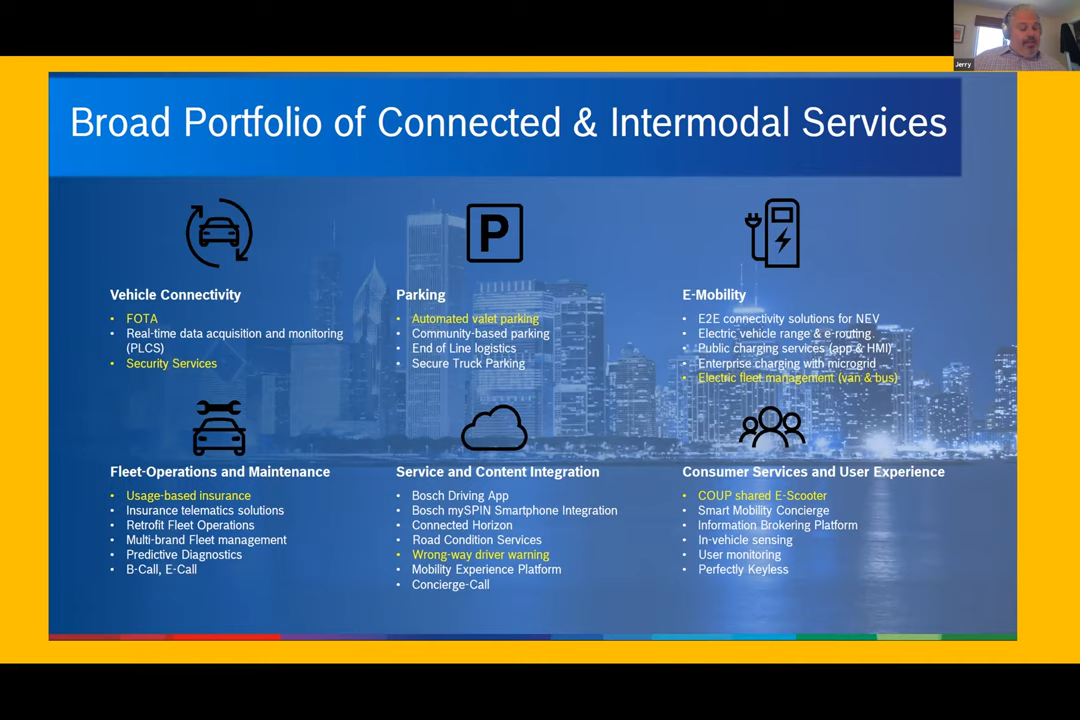 Jerry
Broad Portfolio of Connected & Intermodal Services
P
Vehicle Connectivity
• FOTA
• Real-time data acquisition and monitoring
(PLCS)
• Security Services
Parking
• Automated valet parking
• Community-based parking
• End of Line logistics
• Secure Truck Parking
E-Mobility
• E2E connectivity solutions for NEV
• Electric vehicle range & e-routing
• Public charging services (app & HMI)
• Enterprise charging with microgrid
• Electric fleet management (van & bus)
Fleet-Operations and Maintenance
• Usage-based insurance
• Insurance telematics solutions
• Retrofit Fleet Operations
• Multi-brand Fleet management
• Predictive Diagnostics
• B-Call, E-Call
Service and Content Integration
• Bosch Driving App
• Bosch mySPIN Smartphone Integration
• Connected Horizon
• Road Condition Services
• Wrong-way driver warning
• Mobility Experience Platform
• Concierge-Call
Consumer Services and User Experience
• COUP shared E-Scooter
• Smart Mobility Concierge
• Information Brokering Platform
• In-vehicle sensing
• User monitoring
• Perfectly Keyless